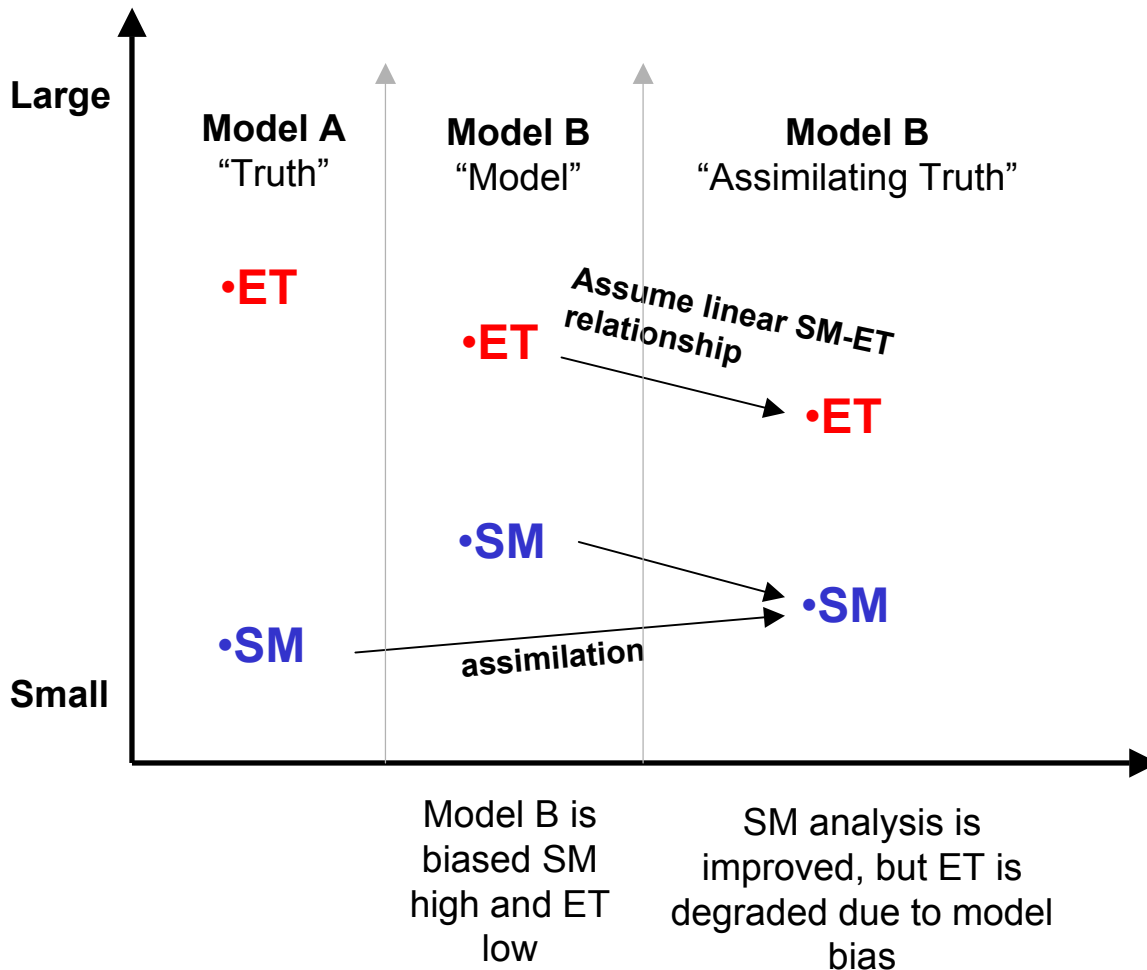 Large
Small
Model A
“Truth”
•ET
•SM
Model B
“Model”
•ET
•SM
Model B
“Assimilating Truth”
Assume linear SM-ET
relationship
•ET
•SM
assimilation
Model B is
biased SM
high and ET
low
SM analysis is
improved, but ET is
degraded due to model
bias